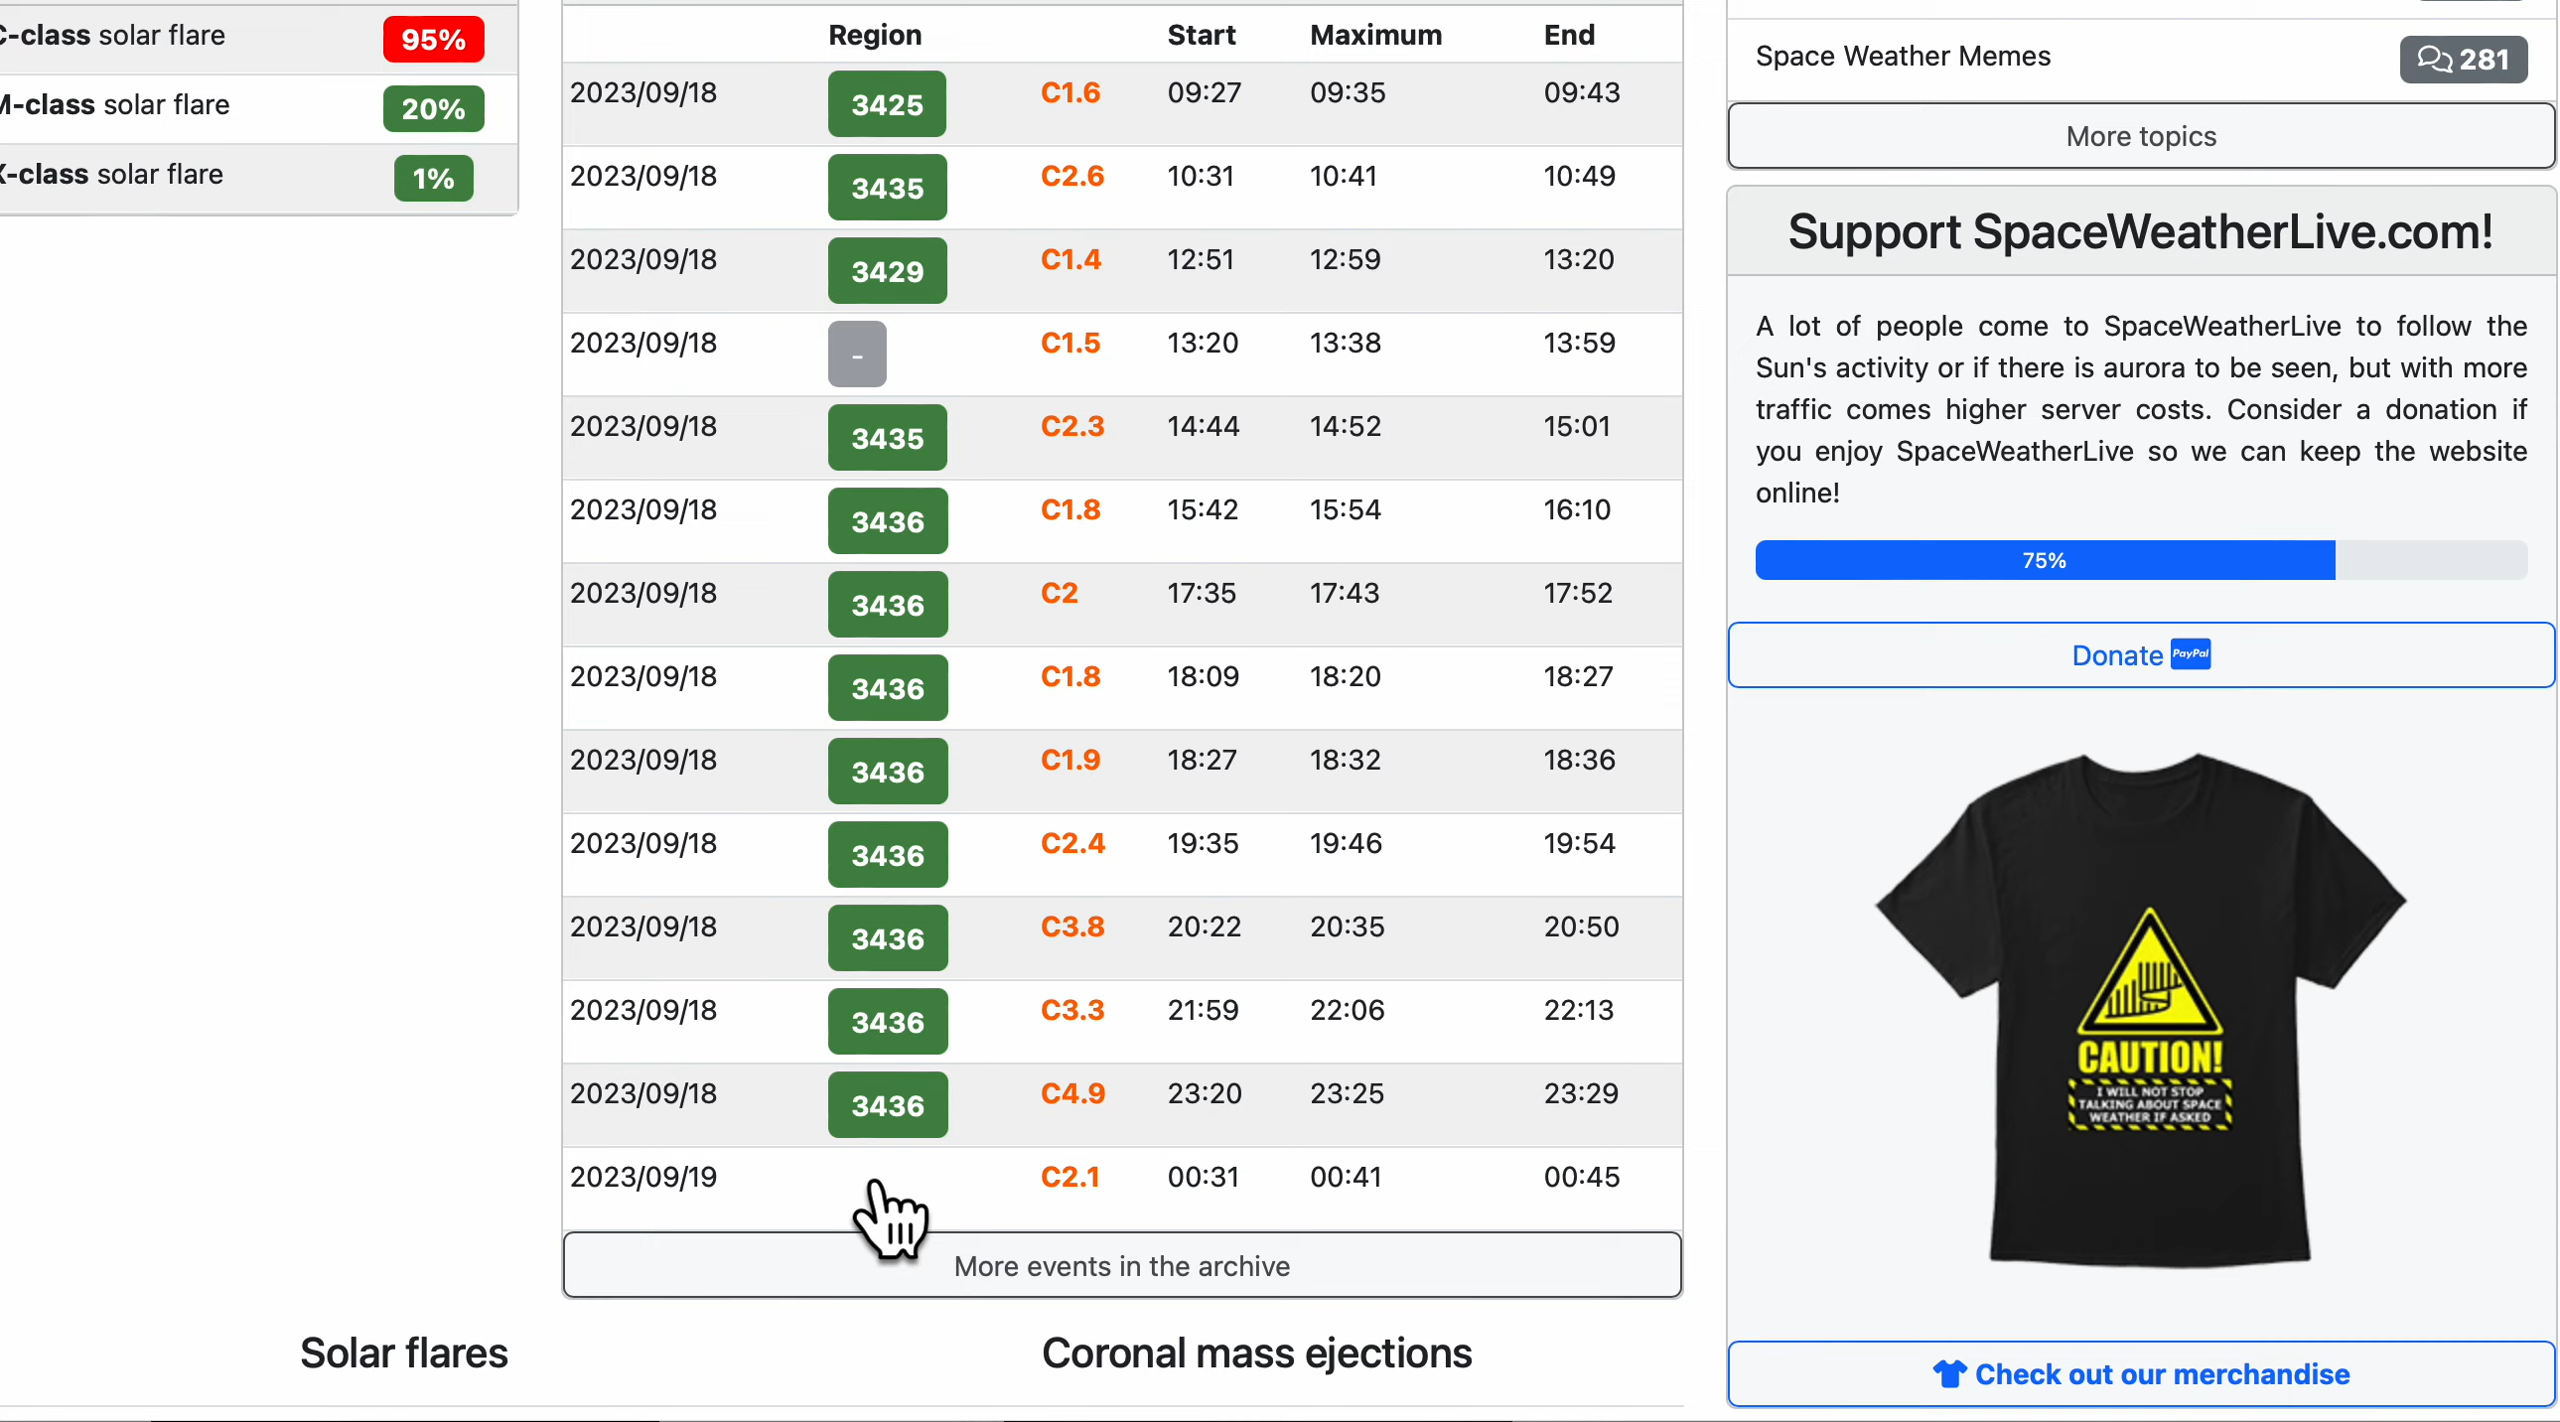 C-class solar flare 95%
M-class solar flare 20%
X-class solar flare 1%
Region Start Maximum End
2023/09/18 3425 C1.6 09:27 09:35 09:43
2023/09/18 3435 C2.6 10:31 10:41 10:49
2023/09/18 3429 C1.4 12:51 12:59 13:20
2023/09/18 - C1.5 13:20 13:38 13:59
2023/09/18 3435 C2.3 14:44 14:52 15:01
2023/09/18 3436 C1.8 15:42 15:54 16:10
2023/09/18 3436 C2 17:35 17:43 17:52
2023/09/18 3436 C1.8 18:09 18:20 18:27
2023/09/18 3436 C1.9 18:27 18:32 18:36
2023/09/18 3436 C2.4 19:35 19:46 19:54
2023/09/18 3436 C3.8 20:22 20:35 20:50
2023/09/18 3436 C3.3 21:59 22:06 22:13
2023/09/18 3436 C4.9 23:20 23:25 23:29
2023/09/19 C2.1 00:31 00:41 00:45
More events in the archive
Solar flares
Coronal mass ejections
Space Weather Memes 281
More topics
Support SpaceWeatherLive.com!
A lot of people come to SpaceWeatherLive to follow the
Sun's activity or if there is aurora to be seen, but with more
traffic comes higher server costs. Consider a donation if
you enjoy SpaceWeatherLive so we can keep the website
online!
75%
Donate PayPal
CAUTION!
I WILL NOT STOP
TALKING ABOUT SPACE
WEATHER IF ASKED
Check out our merchandise